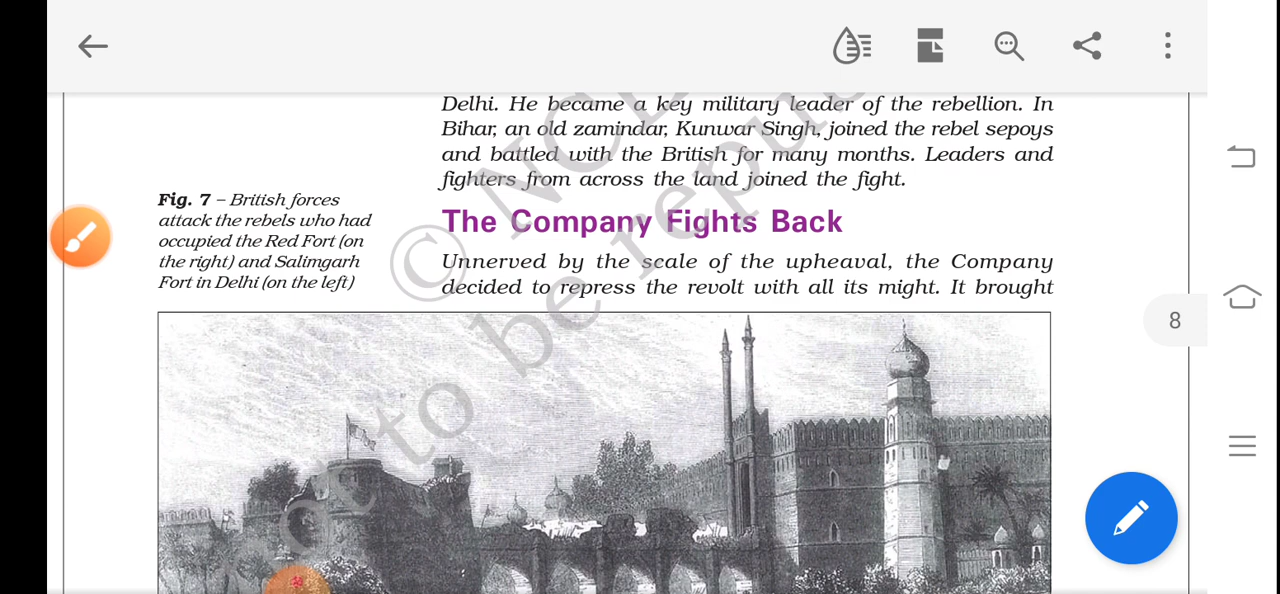 Delhi. He became a key military leader of the rebellion. In
Bihar, an old zamindar, Kunwar Singh, joined the rebel sepoys
and battled with the British for many months. Leaders and
fighters from across the land joined the fight.
Fig. 7 – British forces
attack the rebels who had
occupied the Red Fort (on
the right) and Salimgarh
Fort in Delhi (on the left)
The Company Fights Back
Unnerved by the scale of the upheaval, the Company
decided to repress the revolt with all its might. It brought
8
© NC
to be repu